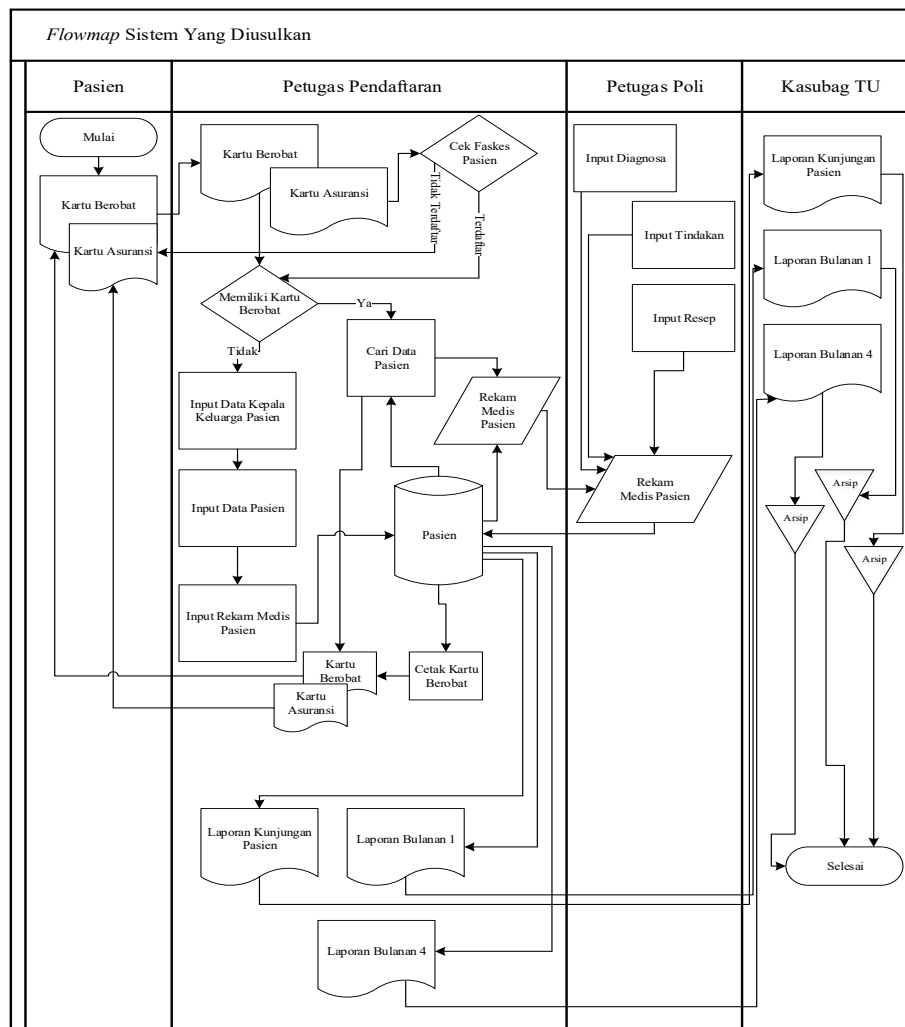 Flowmap Sistem Yang Diusulkan
Pasien
Petugas Pendaftaran
Petugas Poli
Kasubag TU
Mulai
Kartu Berobat
Kartu Asuransi
Kartu Berobat
Kartu Asuransi
Cek Faskes
Pasien
Tidak Terdaftar
Terdaftar
Memiliki Kartu
Berobat
Ya
Tidak
Cari Data
Pasien
Input Data Kepala
Keluarga Pasien
Input Data Pasien
Input Rekam Medis
Pasien
Rekam
Medis
Pasien
Pasien
Kartu
Berobat
Kartu
Asuransi
Cetak Kartu
Berobat
Laporan Kunjungan
Pasien
Laporan Bulanan 1
Laporan Bulanan 4
Input Diagnosa
Input Tindakan
Input Resep
Rekam
Medis Pasien
Laporan Kunjungan
Pasien
Laporan Bulanan 1
Laporan Bulanan 4
Arsip
Arsip
Arsip
Selesai